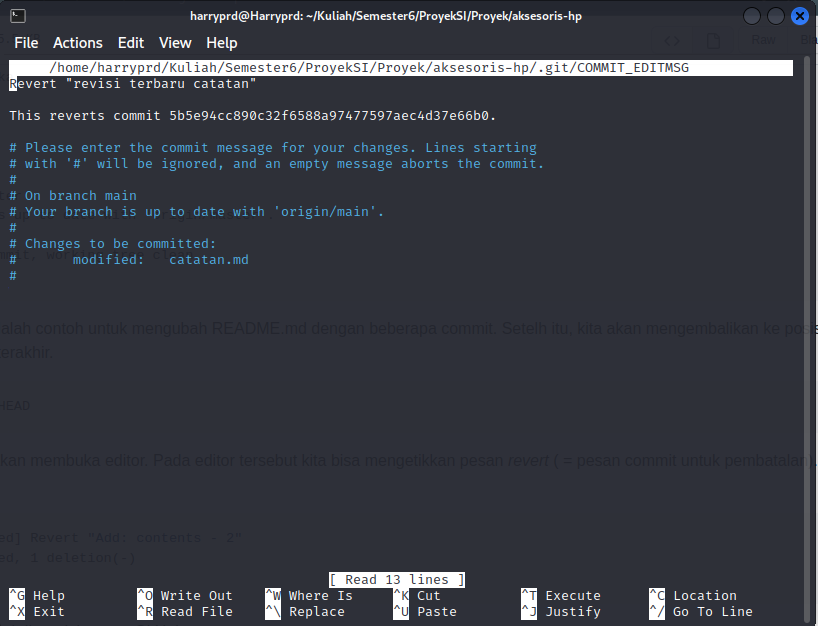 harryprd@Harryprd: ~/Kuliah/Semester6/ProyekSI/Proyek/aksesoris-hp
File Actions Edit View Help
/home/harryprd/Kuliah/Semester6/ProyekSI/Proyek/aksesoris-hp/.git/COMMIT_EDITMSG
Revert "revisi terbaru catatan"
This reverts commit 5b5e94cc890c32f6588a97477597aec4d37e66b0.
# Please enter the commit message for your changes. Lines starting
# with '#' will be ignored, and an empty message aborts the commit.
#
# On branch main
# Your branch is up to date with 'origin/main'.
#
# Changes to be committed:
# modified: catatan.md
#
alah contoh untuk mengubah README.md dengan beberapa commit. Setelh itu, kita akan mengembalikan ke posis
erakhir.
HEAD
kan membuka editor. Pada editor tersebut kita bisa mengetikkan pesan revert ( = pesan commit untuk pembatalan).
ed] Revert "Add: contents - 2"
ed, 1 deletion(-)
[ Read 13 lines ]
^G Help ^O Write Out ^W Where Is ^K Cut ^T Execute ^C Location
^X Exit ^R Read File ^\ Replace ^U Paste ^J Justify ^/ Go To Line